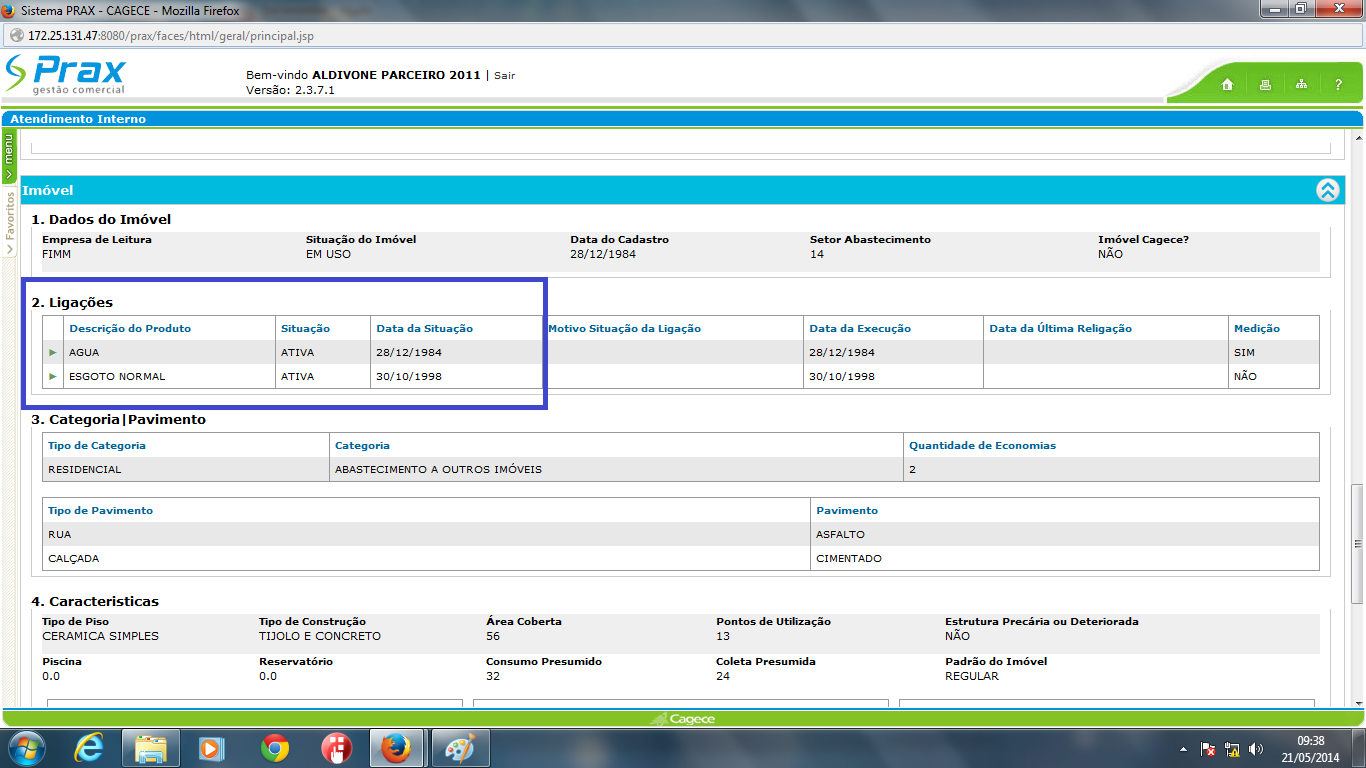 Sistema PRAX - CAGECE - Mozilla Firefox
172.25.131.47:8080/prax/faces/html/geral/principal.jsp
Prax
gestão comercial
Bem-vindo ALDIVONE PARCEIRO 2011 | Sair
Versão: 2.3.7.1
?
Atendimento Interno
menu
Favoritos
Imóvel
1. Dados do Imóvel
Empresa de Leitura Situação do Imóvel Data do Cadastro Setor Abastecimento Imóvel Cagece?
FIMM EM USO 28/12/1984 14 NÃO
2. Ligações
Descrição do Produto Situação Data da Situação Motivo Situação da Ligação Data da Execução Data da Última Religação Medição
AGUA ATIVA 28/12/1984 28/12/1984 SIM
ESGOTO NORMAL ATIVA 30/10/1998 30/10/1998 NÃO
3. Categoria|Pavimento
Tipo de Categoria Categoria Quantidade de Economias
RESIDENCIAL ABASTECIMENTO A OUTROS IMÓVEIS 2
Tipo de Pavimento Pavimento
RUA ASFALTO
CALÇADA CIMENTADO
4. Caracteristicas
Tipo de Piso Tipo de Construção Área Coberta Pontos de Utilização Estrutura Precária ou Deteriorada
CERAMICA SIMPLES TIJOLO E CONCRETO 56 13 NÃO
Piscina Reservatório Consumo Presumido Coleta Presumida Padrão do Imóvel
0.0 0.0 32 24 REGULAR
Cagece
09:38
21/05/2014